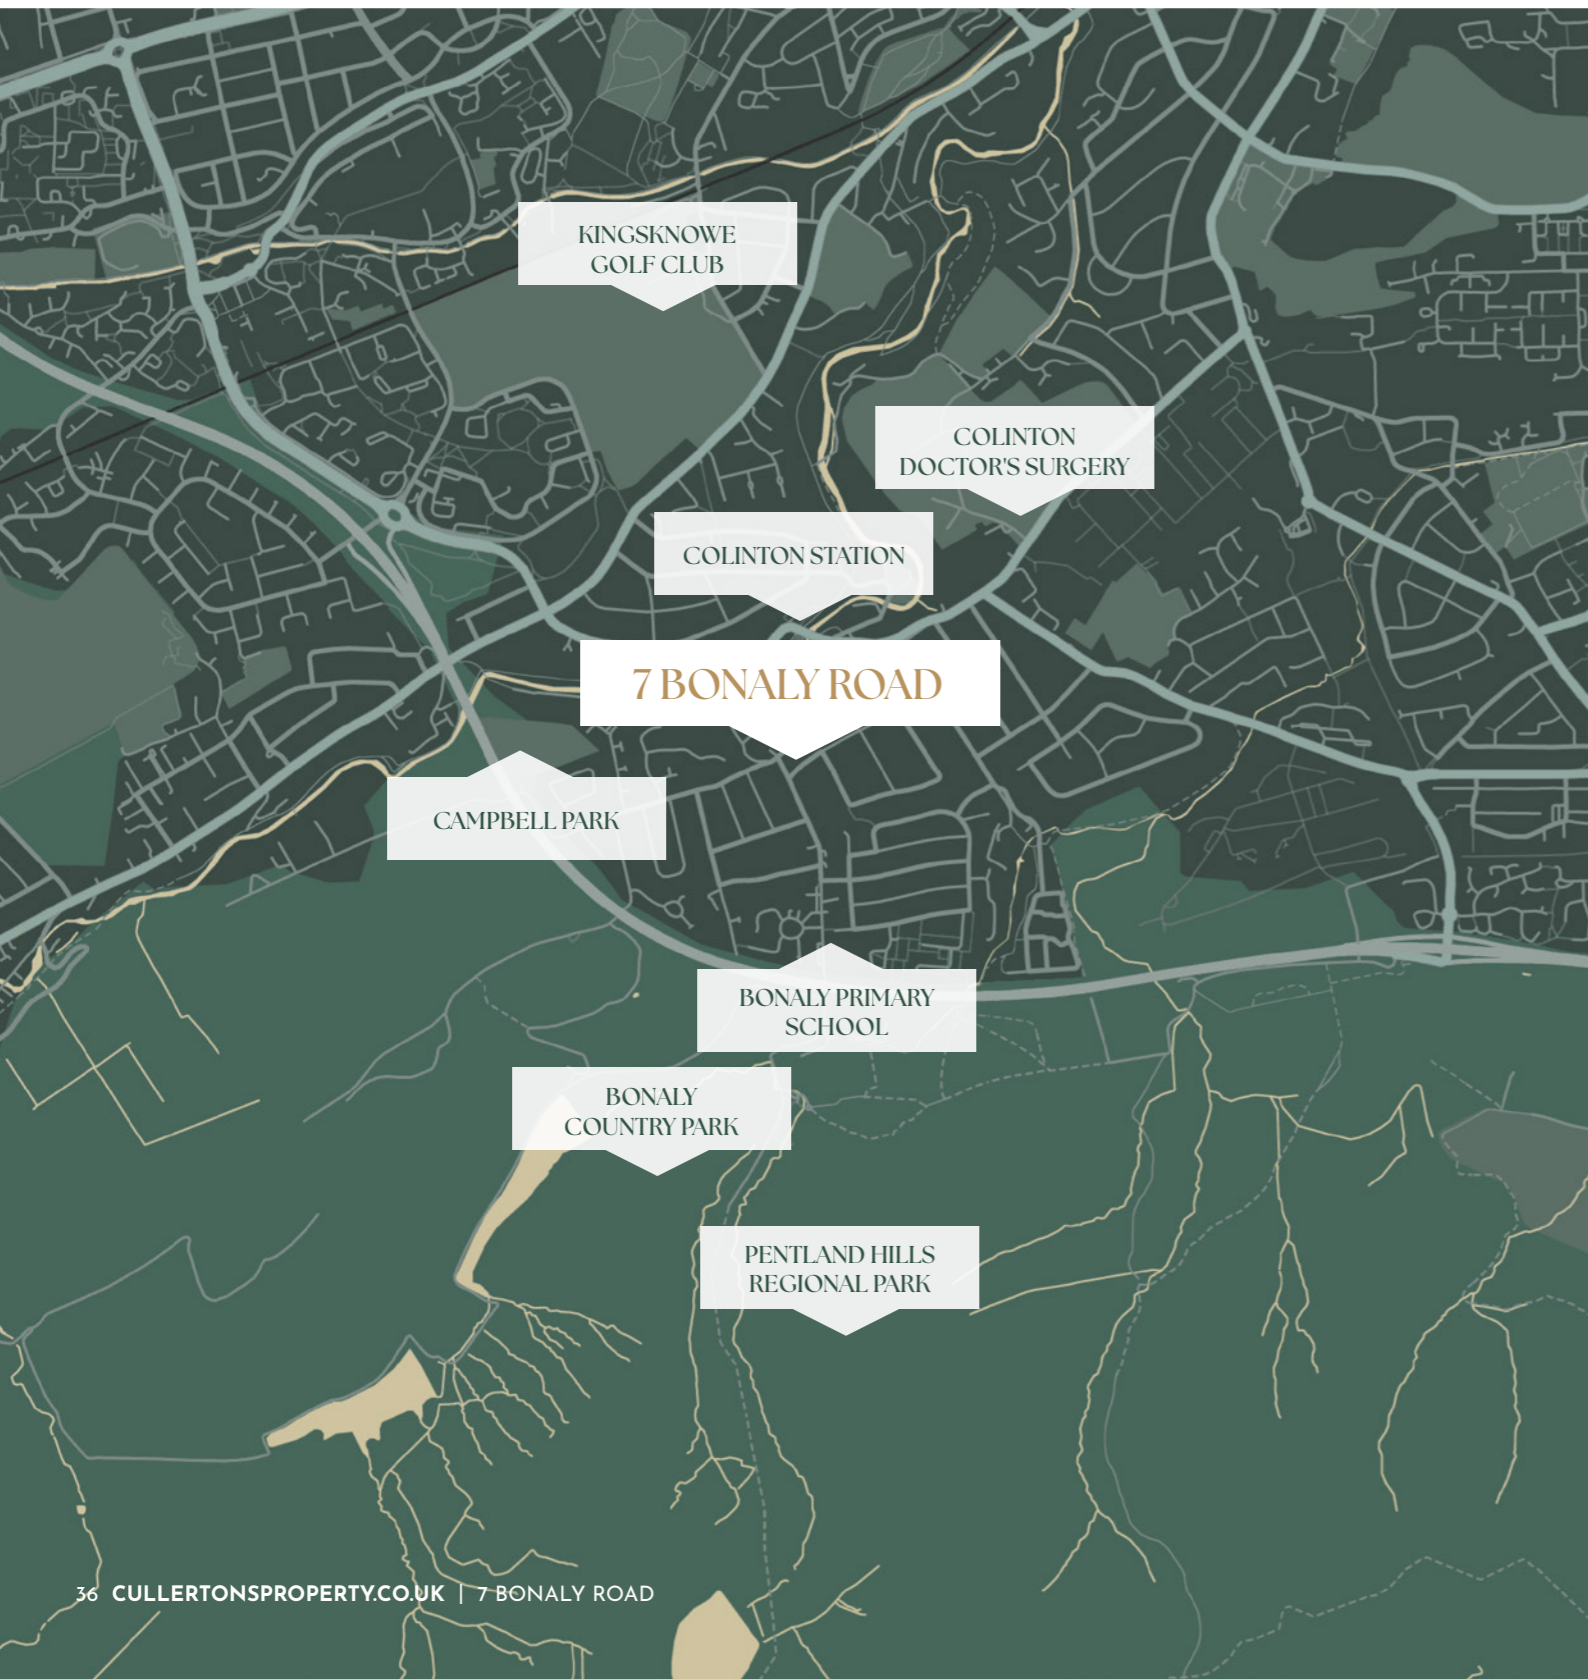 KINGSKNOWE
GOLF CLUB
COLINTON
DOCTOR'S SURGERY
COLINTON STATION
7 BONALY ROAD
CAMPBELL PARK
BONALY PRIMARY
SCHOOL
BONALY
COUNTRY PARK
PENTLAND HILLS
REGIONAL PARK
36 CULLERTONSPROPERTY.CO.UK | 7 BONALY ROAD